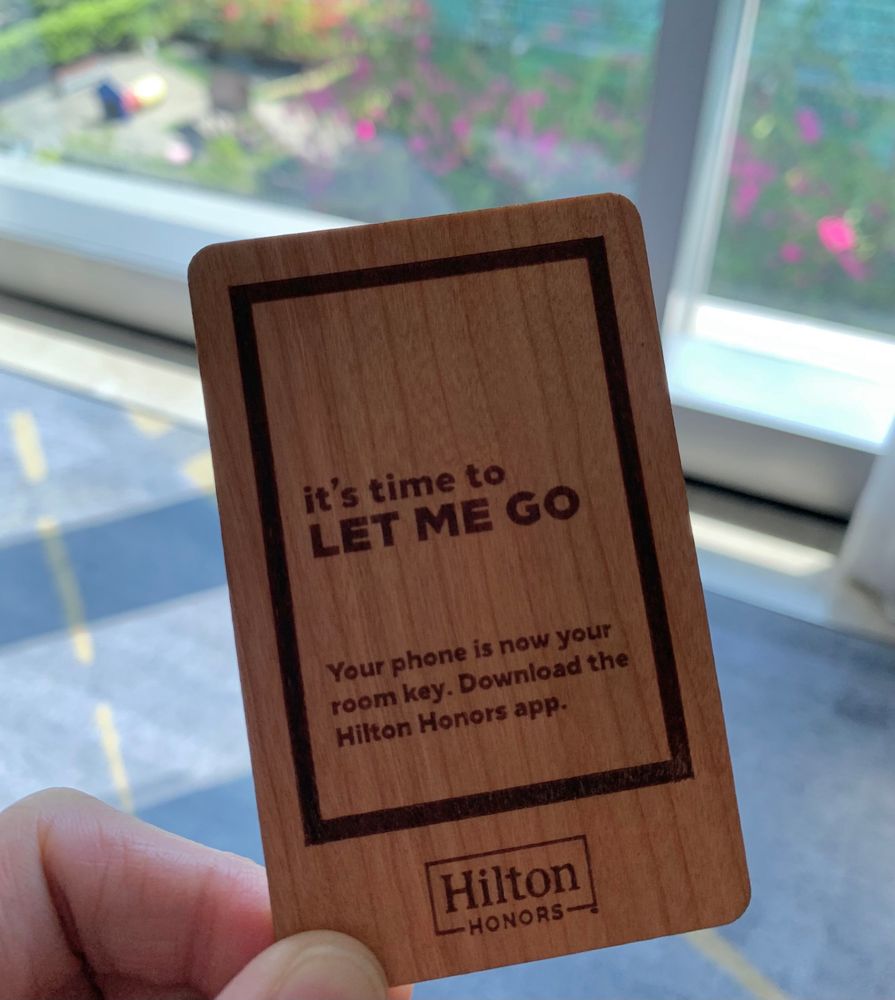 it's time to
LET ME GO
Your phone is now your
room key. Download the
Hilton Honors app.
Hilton
HONORS